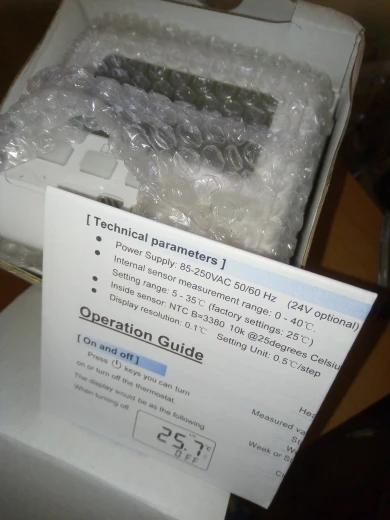 [ Technical parameters ]
● Power Supply: 85-250VAC 50/60 Hz (24V optional)
● Internal sensor measurement range: 0 - 40℃.
● Setting range: 5 - 35℃ (factory settings: 25℃)
● Inside sensor: NTC B=3380 10k @25degrees Celsiu
Display resolution: 0.1℃ Setting Unit: 0.5℃/step
Operation Guide
[ On and off ]
Press ⏻ keys you can turn
on or turn off the thermostat.
The display would be as the following
When turning off
25.7℃
OFF
Measured va
Week or